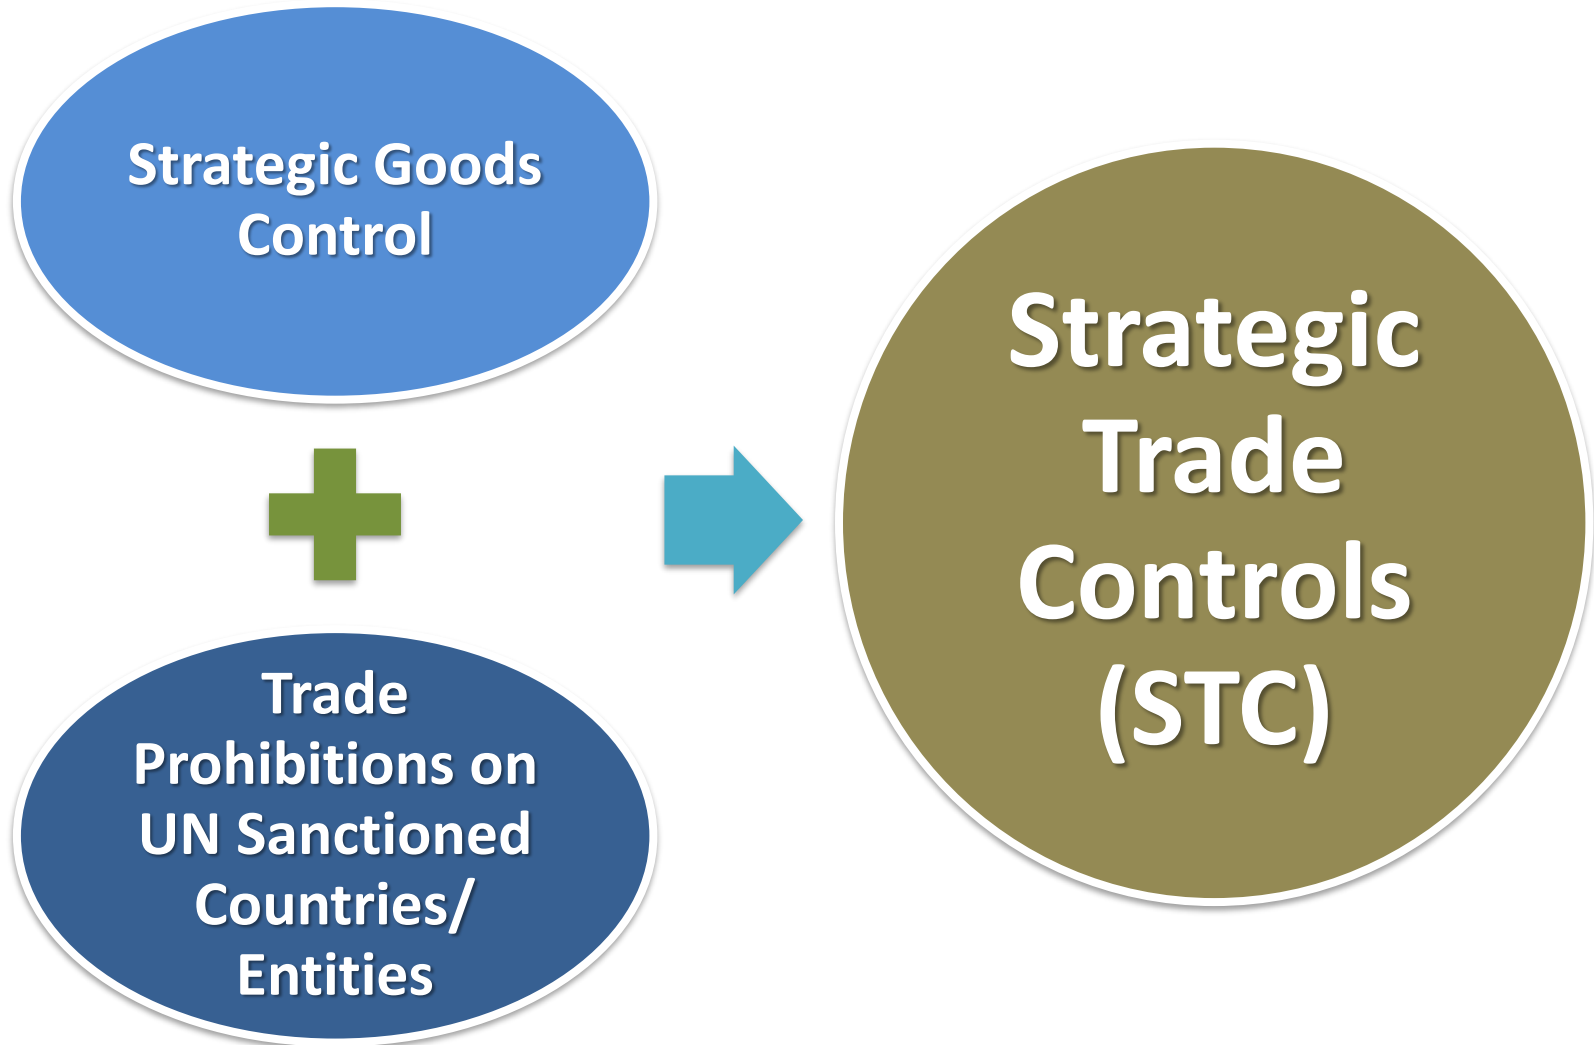 Strategic Goods
Control
Trade
Prohibitions on
UN Sanctioned
Countries/
Entities
Strategic
Trade
Controls
(STC)